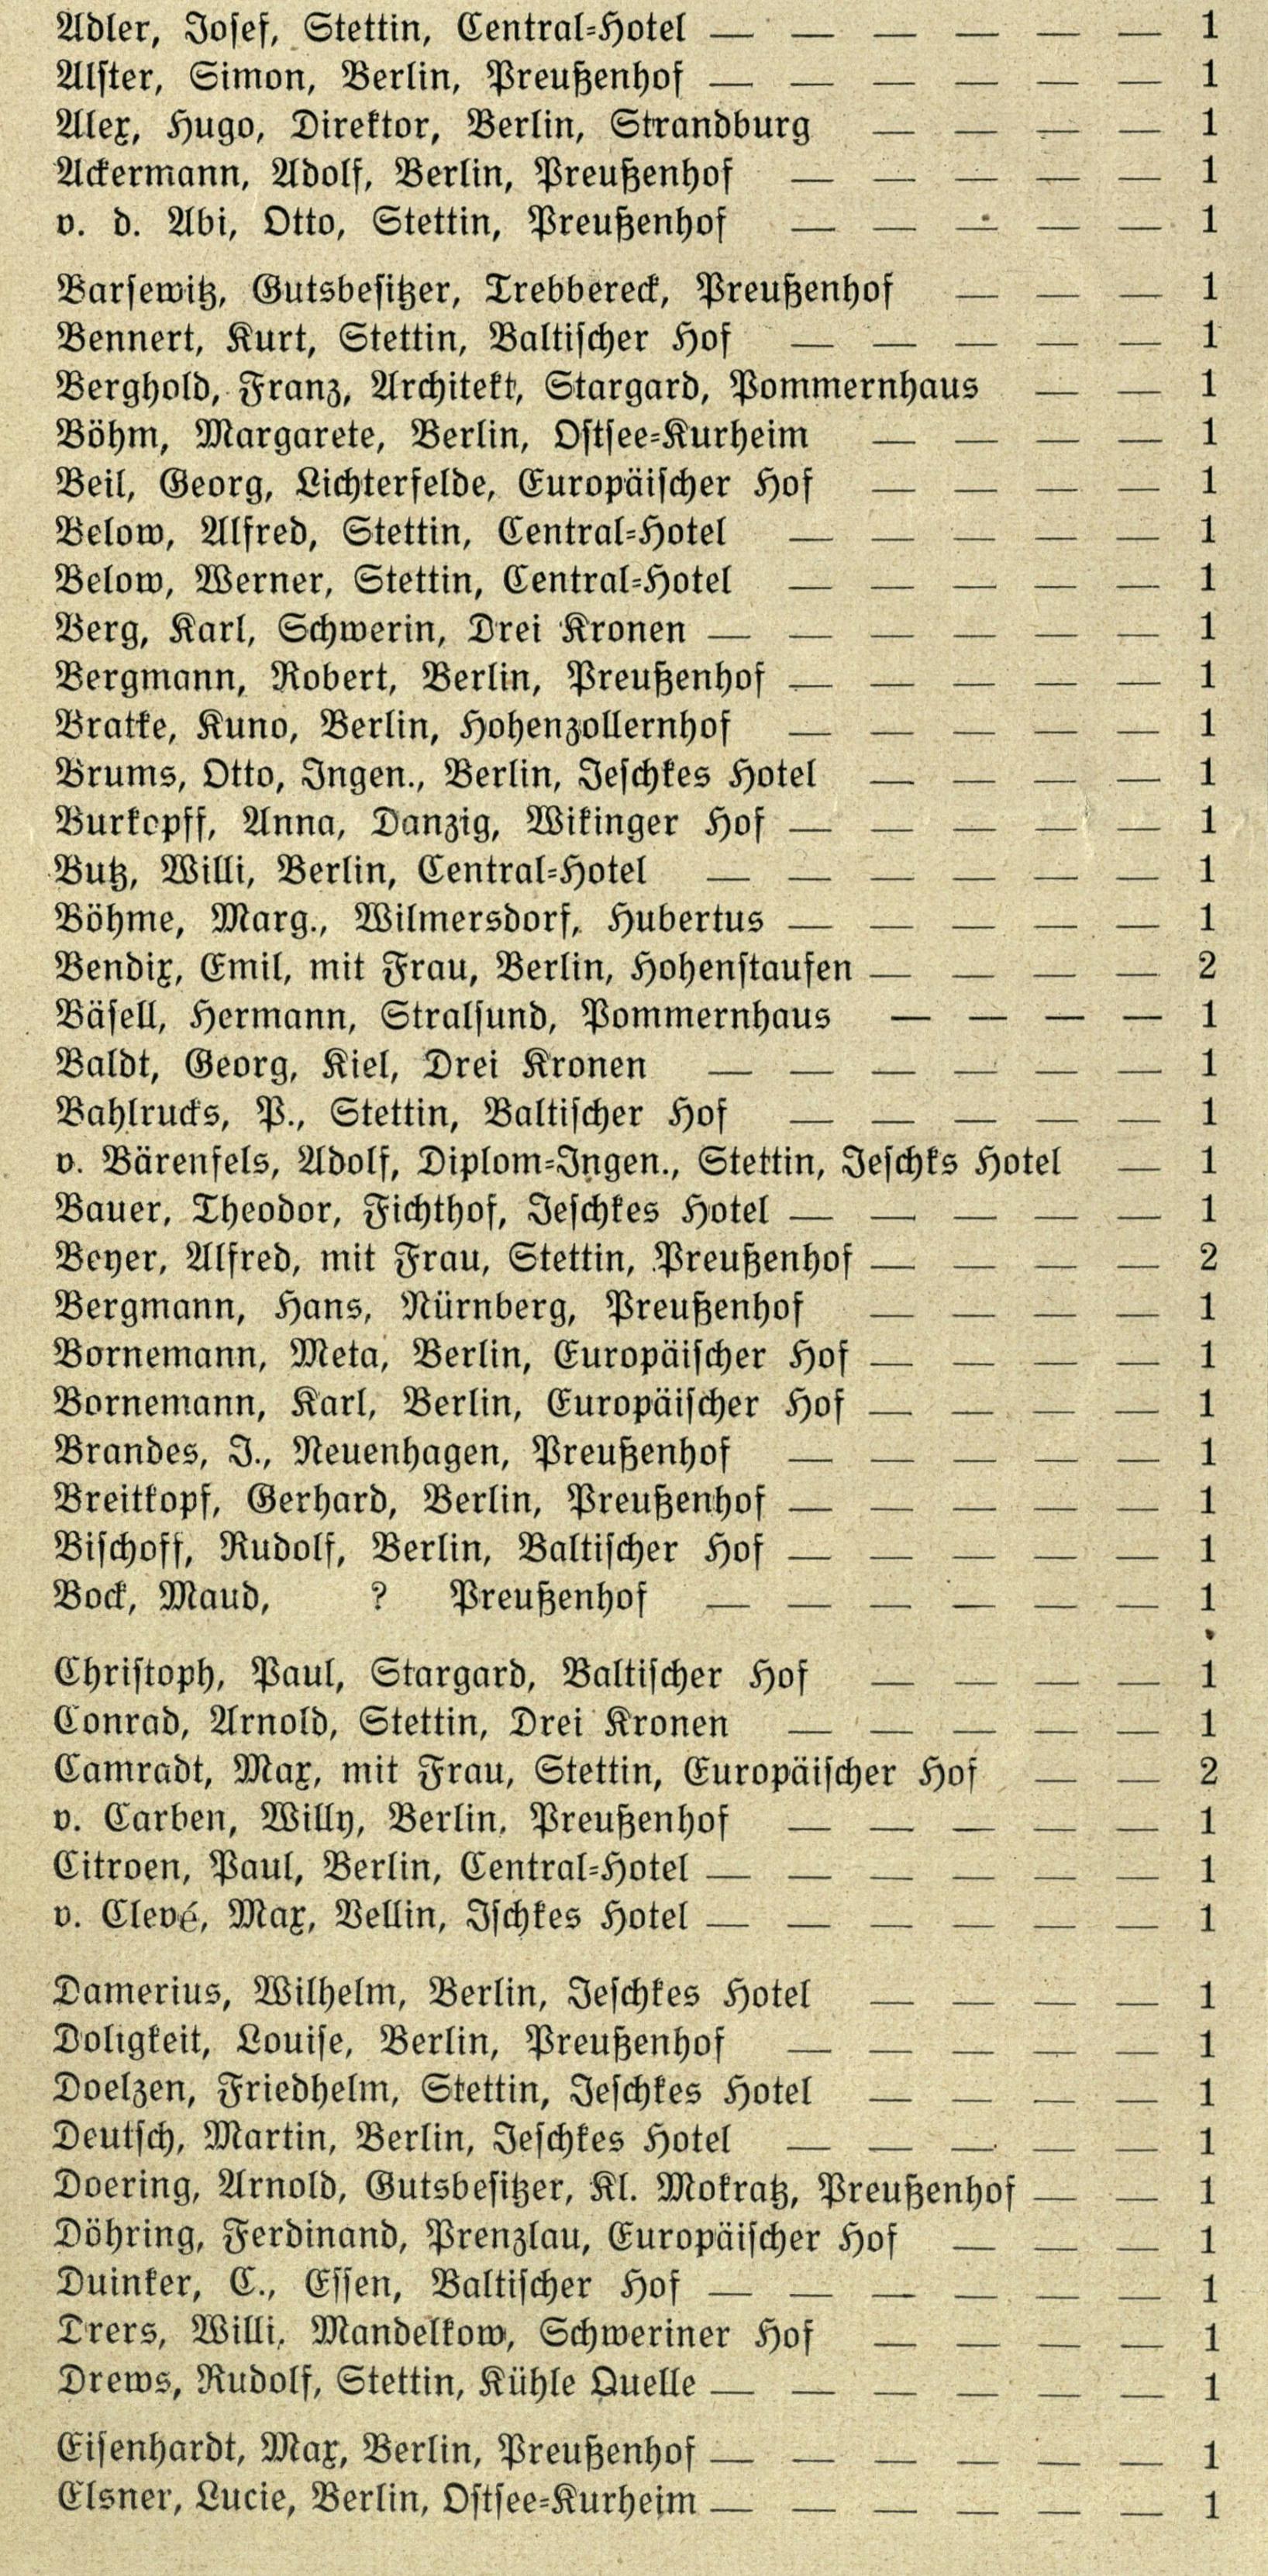 Adler, Josef, Stettin, Central-Hotel — — — — — — 1
Alster, Simon, Berlin, Preußenhof — — — — — — 1
Alex, Hugo, Direktor, Berlin, Strandburg — — — — 1
Ackermann, Adolf, Berlin, Preußenhof — — — — — 1
v. d. Abi, Otto, Stettin, Preußenhof — — — — — 1
Barsewitz, Gutsbesitzer, Trebbereck, Preußenhof — — — 1
Bennert, Kurt, Stettin, Baltischer Hof — — — — — 1
Berghold, Franz, Architekt, Stargard, Pommernhaus — — 1
Böhm, Margarete, Berlin, Ostsee-Kurheim — — — — 1
Beil, Georg, Lichterfelde, Europäischer Hof — — — — 1
Below, Alfred, Stettin, Central-Hotel — — — — — 1
Below, Werner, Stettin, Central-Hotel — — — — — 1
Berg, Karl, Schwerin, Drei Kronen — — — — — — 1
Bergmann, Robert, Berlin, Preußenhof — — — — — 1
Bratke, Kuno, Berlin, Hohenzollernhof — — — — — 1
Brums, Otto, Ingen., Berlin, Jeschkes Hotel — — — — 1
Burkopff, Anna, Danzig, Wikinger Hof — — — — — 1
Butz, Willi, Berlin, Central-Hotel — — — — — — 1
Böhme, Marg., Wilmersdorf, Hubertus — — — — — 1
Bendix, Emil, mit Frau, Berlin, Hohenstaufen — — — — 2
Bäsell, Hermann, Stralsund, Pommernhaus — — — — 1
Baldt, Georg, Kiel, Drei Kronen — — — — — — 1
Bahlrucks, P., Stettin, Baltischer Hof — — — — — 1
v. Bärenfels, Adolf, Diplom-Ingen., Stettin, Jeschks Hotel — 1
Bauer, Theodor, Fichthof, Jeschkes Hotel — — — — — 1
Beyer, Alfred, mit Frau, Stettin, Preußenhof — — — — 2
Bergmann, Hans, Nürnberg, Preußenhof — — — — 1
Bornemann, Meta, Berlin, Europäischer Hof — — — — 1
Bornemann, Karl, Berlin, Europäischer Hof — — — — 1
Brandes, J., Neuenhagen, Preußenhof — — — — — 1
Breitkopf, Gerhard, Berlin, Preußenhof — — — — — 1
Bischoff, Rudolf, Berlin, Baltischer Hof — — — — — 1
Bock, Maud, ? Preußenhof — — — — — — 1
Christoph, Paul, Stargard, Baltischer Hof — — — — 1
Conrad, Arnold, Stettin, Drei Kronen — — — — — 1
Camradt, Max, mit Frau, Stettin, Europäischer Hof — — 2
v. Carben, Willy, Berlin, Preußenhof — — — — — 1
Citroen, Paul, Berlin, Central-Hotel — — — — — — 1
v. Clevé, Max, Bellin, Ischkes Hotel — — — — — — 1
Damerius, Wilhelm, Berlin, Jeschkes Hotel — — — — 1
Doligkeit, Louise, Berlin, Preußenhof — — — — — 1
Doelzen, Friedhelm, Stettin, Jeschkes Hotel — — — — 1
Deutsch, Martin, Berlin, Jeschkes Hotel — — — — — 1
Doering, Arnold, Gutsbesitzer, Kl. Mokratz, Preußenhof — — 1
Döhring, Ferdinand, Prenzlau, Europäischer Hof — — — 1
Duinker, C., Essen, Baltischer Hof — — — — — — 1
Trers, Willi, Mandelkow, Schweriner Hof — — — — 1
Drews, Rudolf, Stettin, Kühle Quelle — — — — — — 1
Eisenhardt, Max, Berlin, Preußenhof — — — — — — 1
Elsner, Lucie, Berlin, Ostsee-Kurheim — — — — — — 1